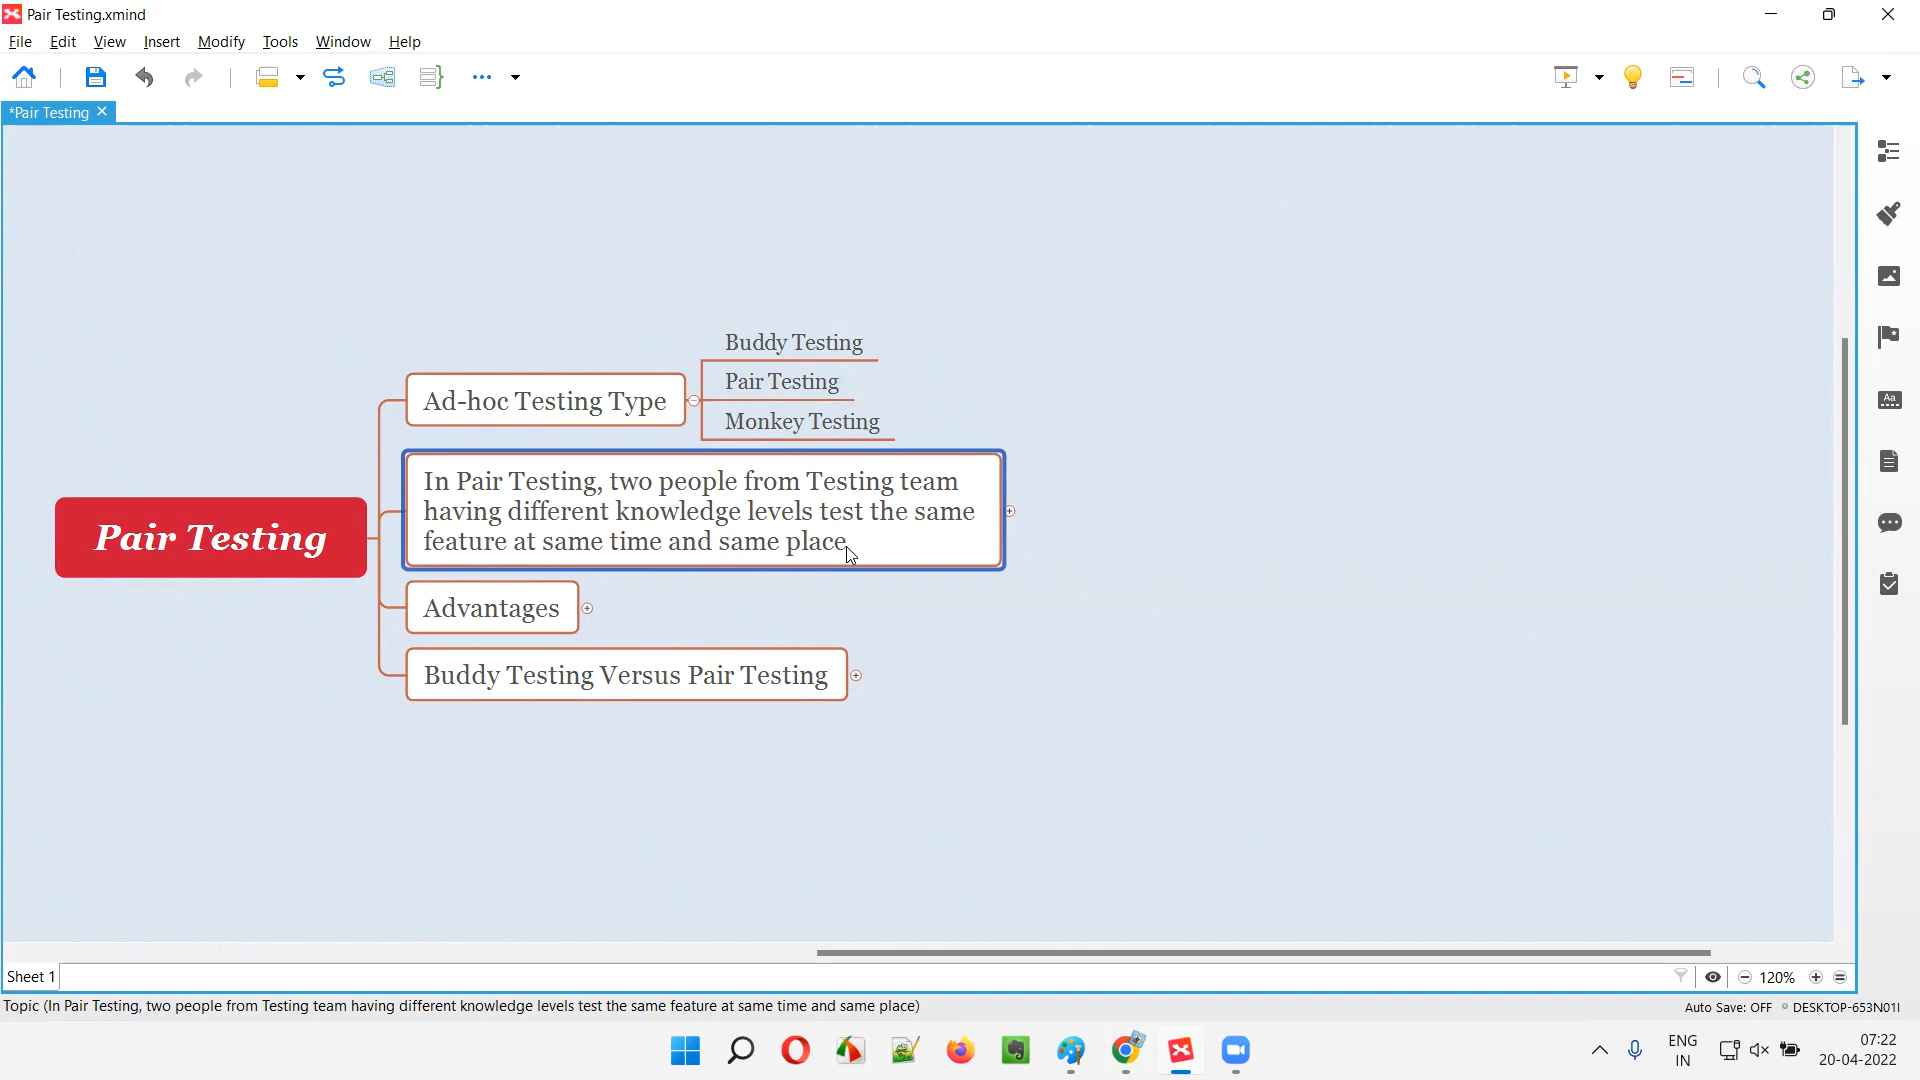 Pair Testing.xmind
File Edit View Insert Modify Tools Window Help
*Pair Testing
Buddy Testing
Pair Testing
Monkey Testing
Ad-hoc Testing Type
In Pair Testing, two people from Testing team
having different knowledge levels test the same
feature at same time and same place
Pair Testing
Advantages
Buddy Testing Versus Pair Testing
Aa
Sheet 1
120%
Topic (In Pair Testing, two people from Testing team having different knowledge levels test the same feature at same time and same place)
Auto Save: OFF DESKTOP-653N01I
ENG
IN
07:22
20-04-2022